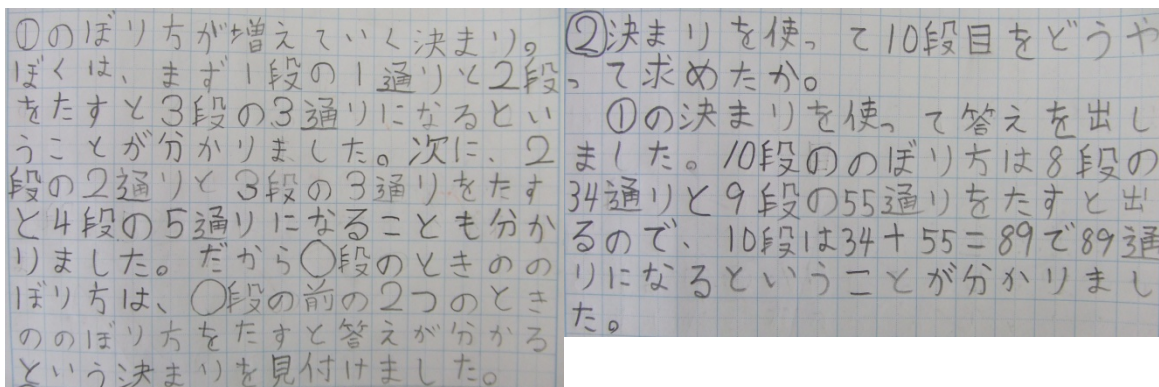 ①のぼり方が増えていく決まり。
ぼくは、まず1段の1通りと2段
をたすと3段の3通りになるとい
うことが分かりました。次に、2
段の2通りと3段の3通りをたす
と4段の5通りになることも分か
りました。だから○段のときのの
ぼり方は、○段の前の2つのとき
ののぼり方をたすと答えが分かる
という決まりを見付けました。
②決まりを使って10段目をどうや
って求めたか。
①の決まりを使って答えを出し
ました。10段ののぼり方は8段の
34通りと9段の55通りをたすと出
るので、10段は34+55=89で89通
りになるということが分かりまし
た。